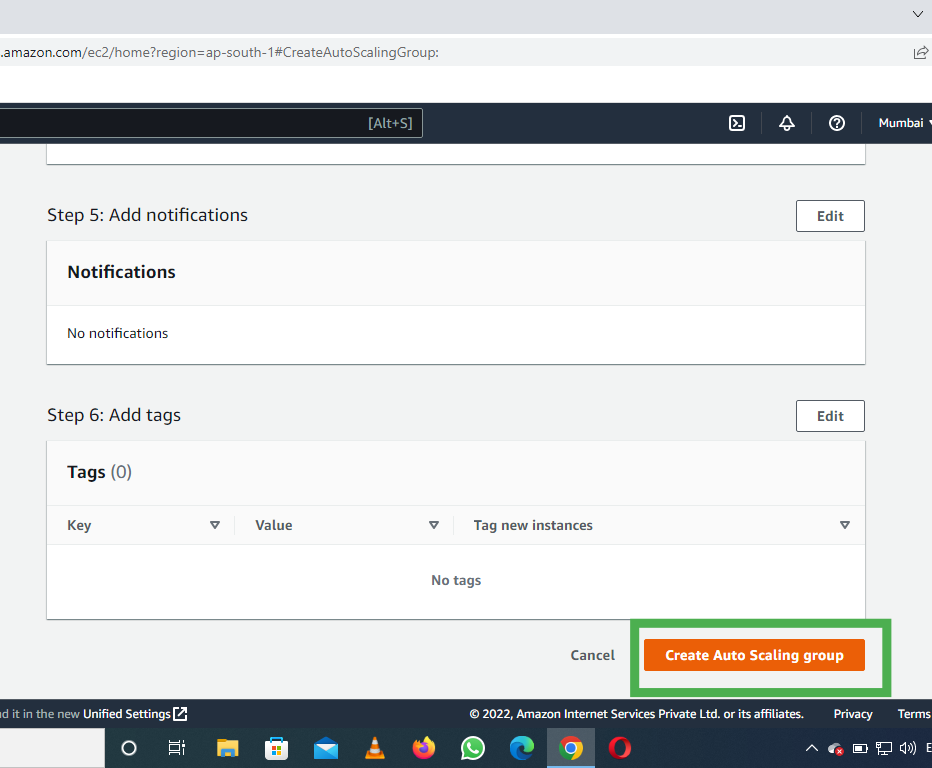 .amazon.com/ec2/home?region=ap-south-1#CreateAutoScalingGroup:
[Alt+S]
Mumbai
Step 5: Add notifications
Edit
Notifications
No notifications
Step 6: Add tags
Edit
Tags (0)
Key Value Tag new instances
No tags
Cancel Create Auto Scaling group
d it in the new Unified Settings © 2022, Amazon Internet Services Private Ltd. or its affiliates. Privacy Terms
E